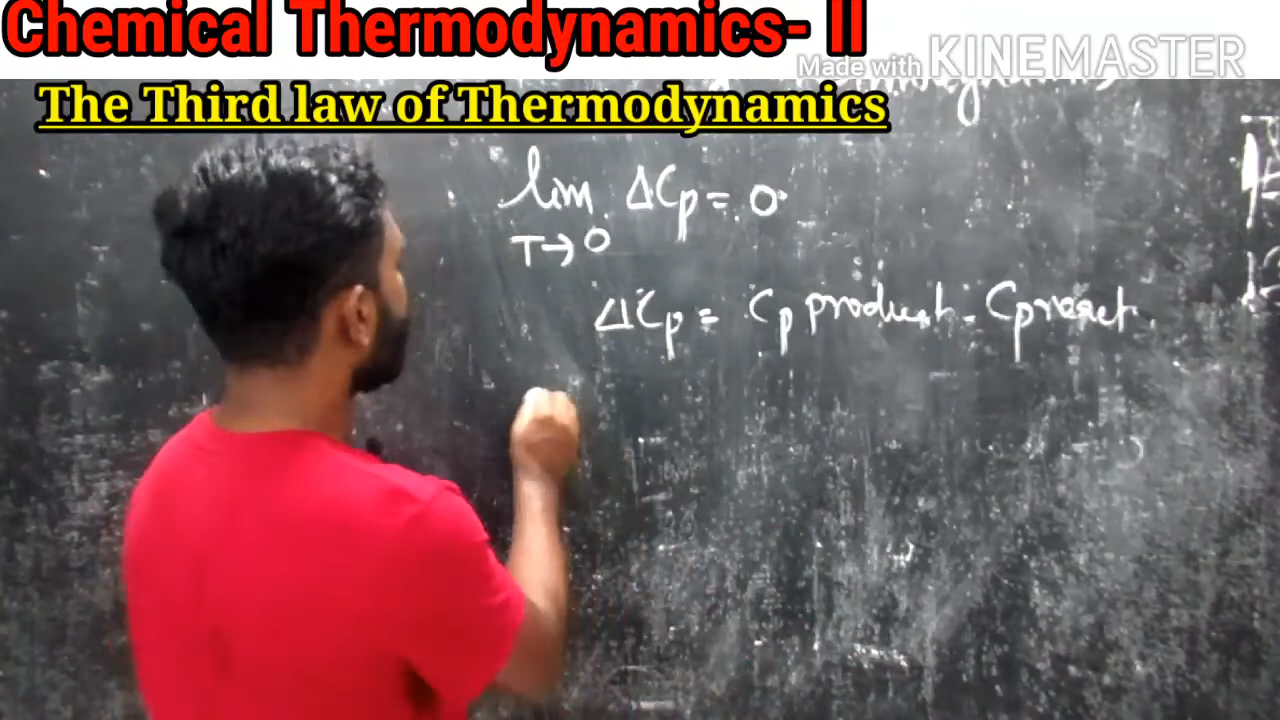 Chemical Thermodynamics- II
Made with KINEMASTER
The Third law of Thermodynamics
lim ΔCp = 0
T→0
ΔCp = Cp product - Cp react.